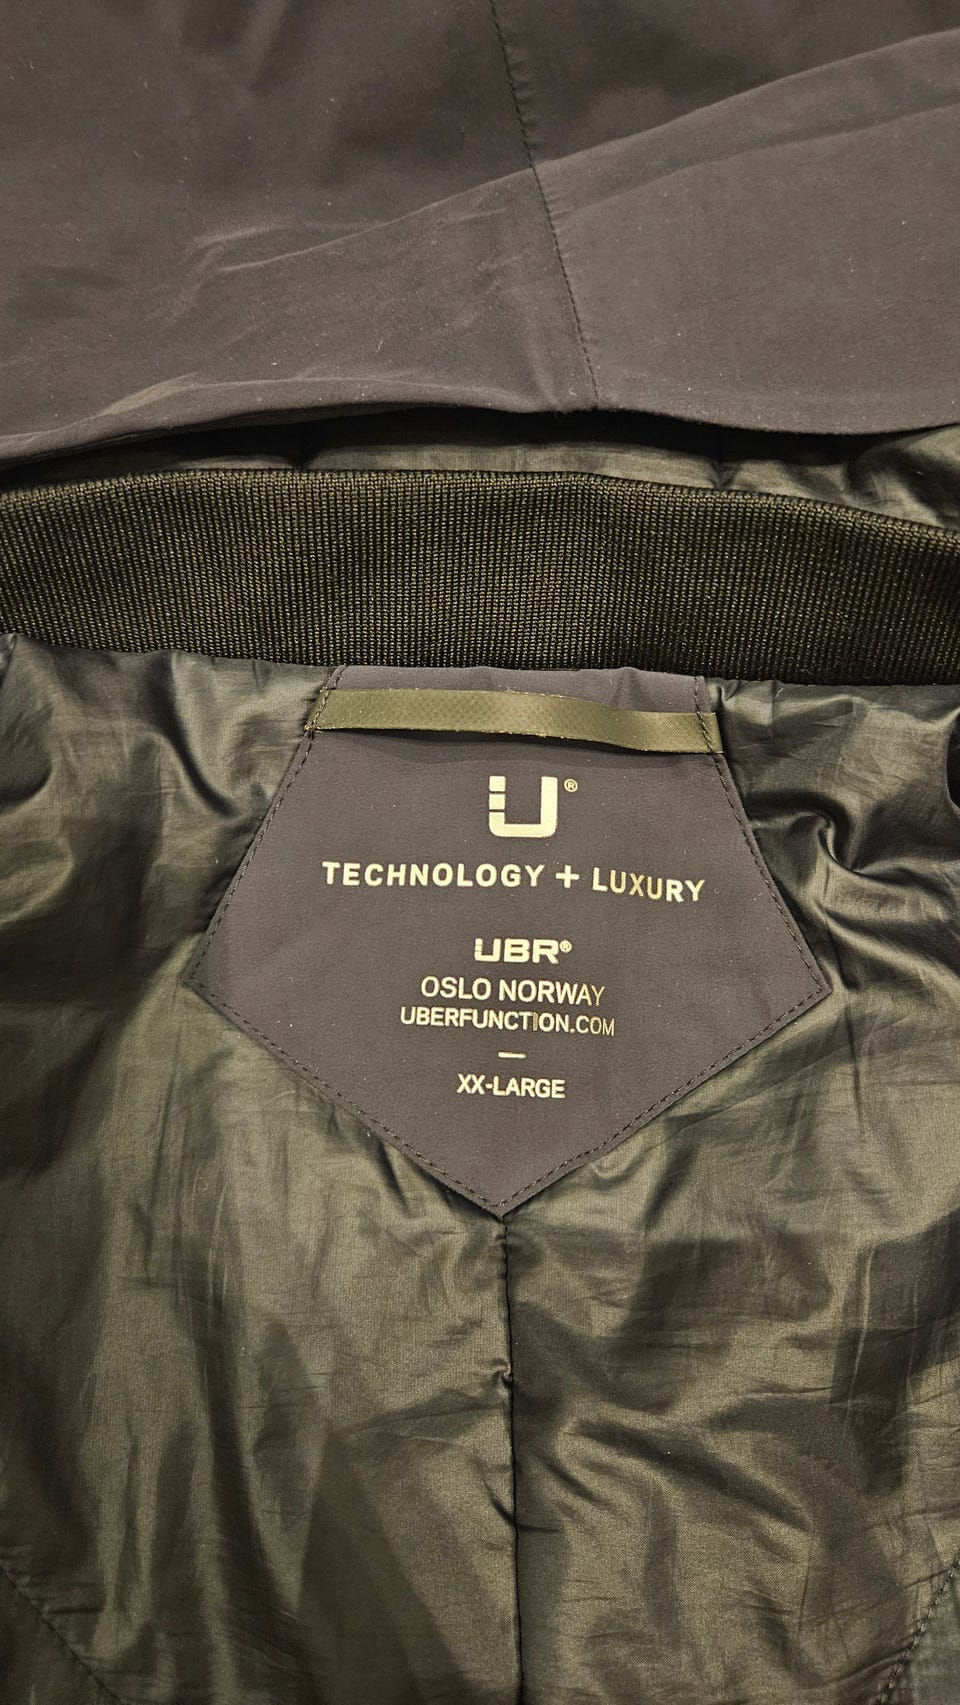 U®
TECHNOLOGY + LUXURY
UBR®
OSLO NORWAY
UBERFUNCTION.COM
XX-LARGE